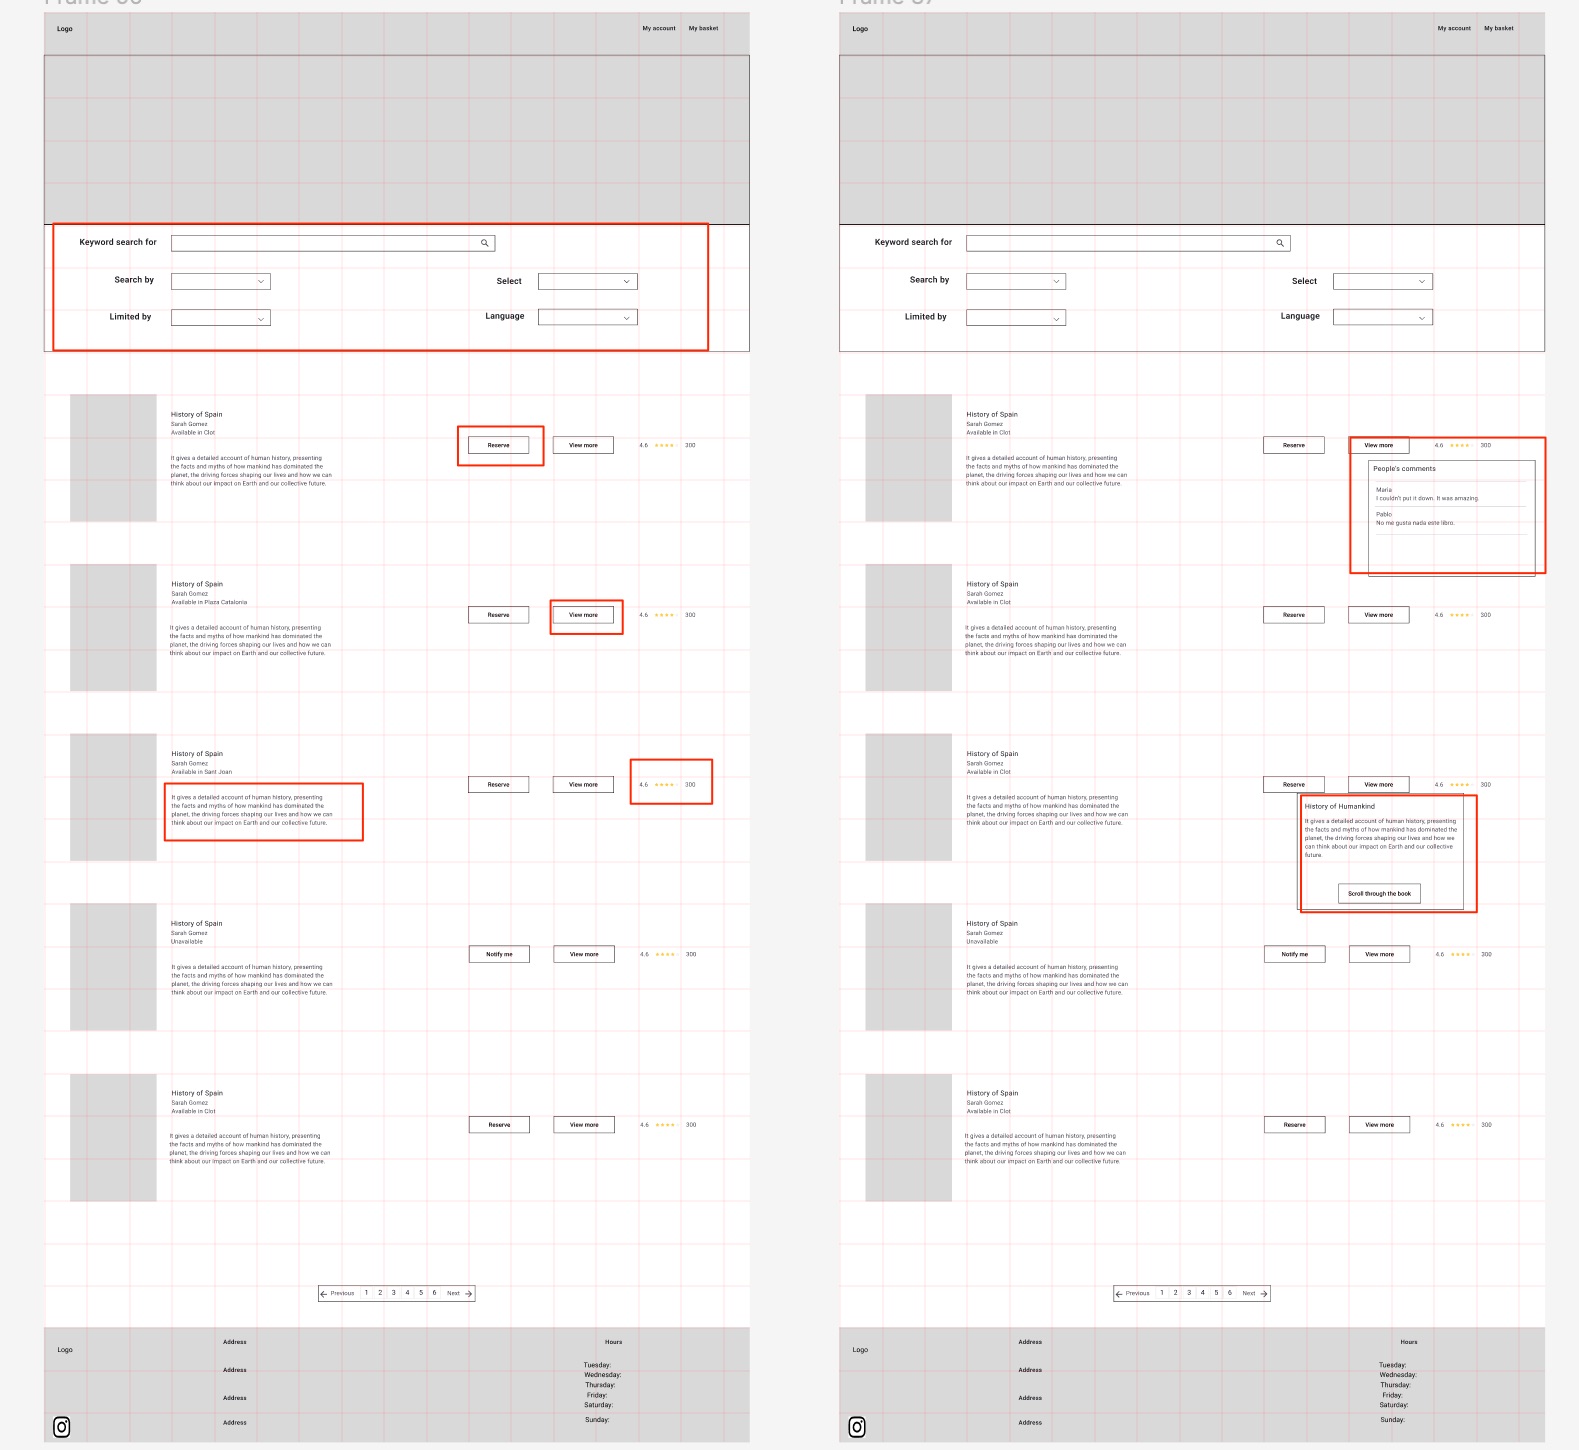 Logo
My account
My basket
Keyword search for
Search by
Select
Limited by
Language
History of Spain
Sarah Gomez
Available in Clot
Reserve
View more
4.6
300
It gives a detailed account of human history, presenting
the facts and myths of how mankind has dominated the
planet, the driving forces shaping our lives and how we can
think about our impact on Earth and our collective future.
History of Spain
Sarah Gomez
Available in Plaza Catalonia
Reserve
View more
4.6
300
It gives a detailed account of human history, presenting
the facts and myths of how mankind has dominated the
planet, the driving forces shaping our lives and how we can
think about our impact on Earth and our collective future.
History of Spain
Sarah Gomez
Available in Sant Joan
Reserve
View more
4.6
300
It gives a detailed account of human history, presenting
the facts and myths of how mankind has dominated the
planet, the driving forces shaping our lives and how we can
think about our impact on Earth and our collective future.
History of Spain
Sarah Gomez
Unavailable
Notify me
View more
4.6
300
It gives a detailed account of human history, presenting
the facts and myths of how mankind has dominated the
planet, the driving forces shaping our lives and how we can
think about our impact on Earth and our collective future.
History of Spain
Sarah Gomez
Available in Clot
Reserve
View more
4.6
300
It gives a detailed account of human history, presenting
the facts and myths of how mankind has dominated the
planet, the driving forces shaping our lives and how we can
think about our impact on Earth and our collective future.
Previous 1 2 3 4 5 6 Next
Logo
Address
Address
Address
Address
Hours
Tuesday:
Wednesday:
Thursday:
Friday:
Saturday:
Sunday:
Logo
My account
My basket
Keyword search for
Search by
Select
Limited by
Language
History of Spain
Sarah Gomez
Available in Clot
Reserve
View more
4.6
300
It gives a detailed account of human history, presenting
the facts and myths of how mankind has dominated the
planet, the driving forces shaping our lives and how we can
think about our impact on Earth and our collective future.
People's comments
Maria
I couldn't put it down. It was amazing.
Pablo
No me gusta nada este libro.
History of Spain
Sarah Gomez
Available in Clot
Reserve
View more
4.6
300
It gives a detailed account of human history, presenting
the facts and myths of how mankind has dominated the
planet, the driving forces shaping our lives and how we can
think about our impact on Earth and our collective future.
History of Spain
Sarah Gomez
Available in Clot
Reserve
View more
4.6
300
It gives a detailed account of human history, presenting
the facts and myths of how mankind has dominated the
planet, the driving forces shaping our lives and how we can
think about our impact on Earth and our collective future.
History of Humankind
It gives a detailed account of human history, presenting
the facts and myths of how mankind has dominated the
planet, the driving forces shaping our lives and how we
can think about our impact on Earth and our collective
future.
Scroll through the book
History of Spain
Sarah Gomez
Unavailable
Notify me
View more
4.6
300
It gives a detailed account of human history, presenting
the facts and myths of how mankind has dominated the
planet, the driving forces shaping our lives and how we can
think about our impact on Earth and our collective future.
History of Spain
Sarah Gomez
Available in Clot
Reserve
View more
4.6
300
It gives a detailed account of human history, presenting
the facts and myths of how mankind has dominated the
planet, the driving forces shaping our lives and how we can
think about our impact on Earth and our collective future.
Previous 1 2 3 4 5 6 Next
Logo
Address
Address
Address
Address
Hours
Tuesday:
Wednesday:
Thursday:
Friday:
Saturday:
Sunday: